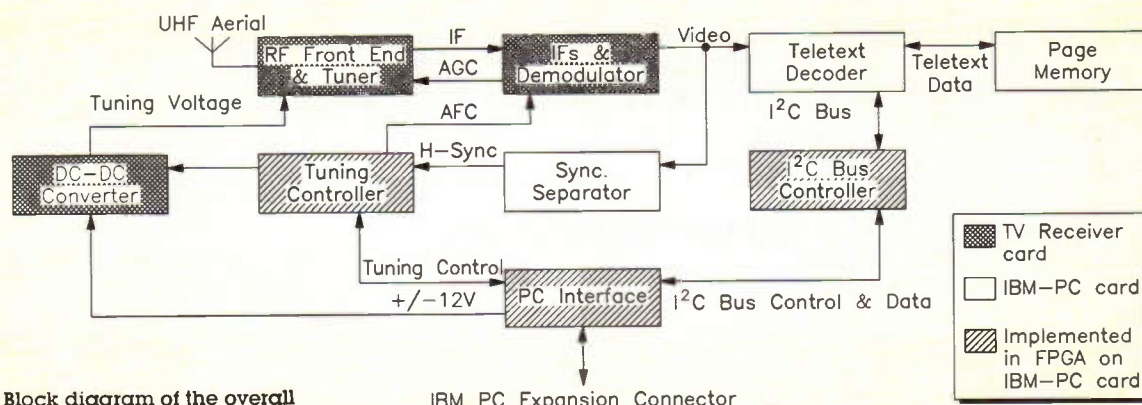 UHF Aerial
RF Front End
& Tuner
IF
AGC
IFs &
Demodulator
Video
Teletext
Decoder
Teletext
Data
Page
Memory
Tuning Voltage
AFC
H-Sync
I²C Bus
DC-DC
Converter
Tuning
Controller
Sync.
Separator
I²C Bus
Controller
Tuning Control
+/-12V
PC Interface
I²C Bus Control & Data
TV Receiver
card
IBM-PC card
Implemented
in FPGA on
IBM-PC card
Block diagram of the overall
IBM PC Expansion Connector